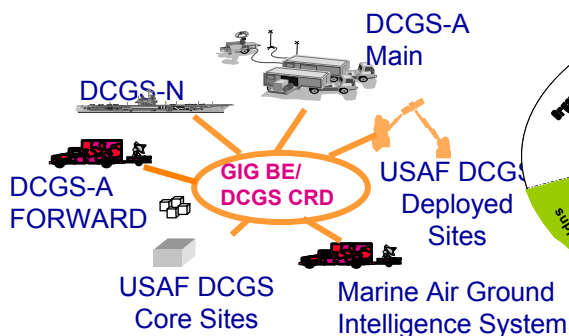 DCGS-A
Main
DCGS-N
GIG BE/
DCGS CRD
DCGS-A
FORWARD
USAF DCGS
Deployed
Sites
USAF DCGS
Core Sites
Marine Air Ground
Intelligence System